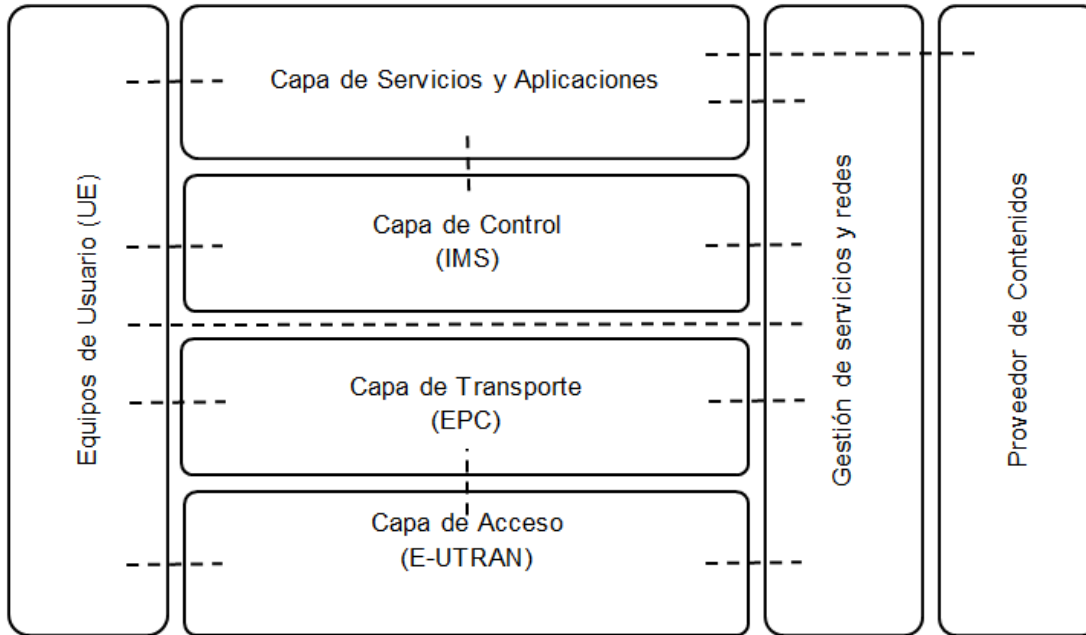 Equipos de Usuario (UE)
Capa de Servicios y Aplicaciones
Capa de Control
(IMS)
Capa de Transporte
(EPC)
Capa de Acceso
(E-UTRAN)
Gestión de servicios y redes
Proveedor de Contenidos